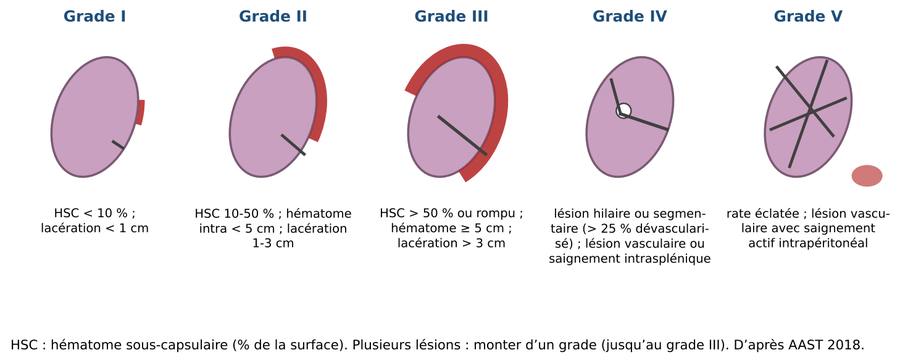 Grade I
Grade II
Grade III
Grade IV
Grade V
HSC < 10 % ;
lacération < 1 cm
HSC 10-50 % ; hématome
intra < 5 cm ; lacération
1-3 cm
HSC > 50 % ou rompu ;
hématome ≥ 5 cm ;
lacération > 3 cm
lésion hilaire ou segmen-
taire (> 25 % dévasculari-
sé) ; lésion vasculaire ou
saignement intrasplénique
rate éclatée ; lésion vascu-
laire avec saignement
actif intrapéritonéal
HSC : hématome sous-capsulaire (% de la surface). Plusieurs lésions : monter d’un grade (jusqu’au grade III). D’après AAST 2018.